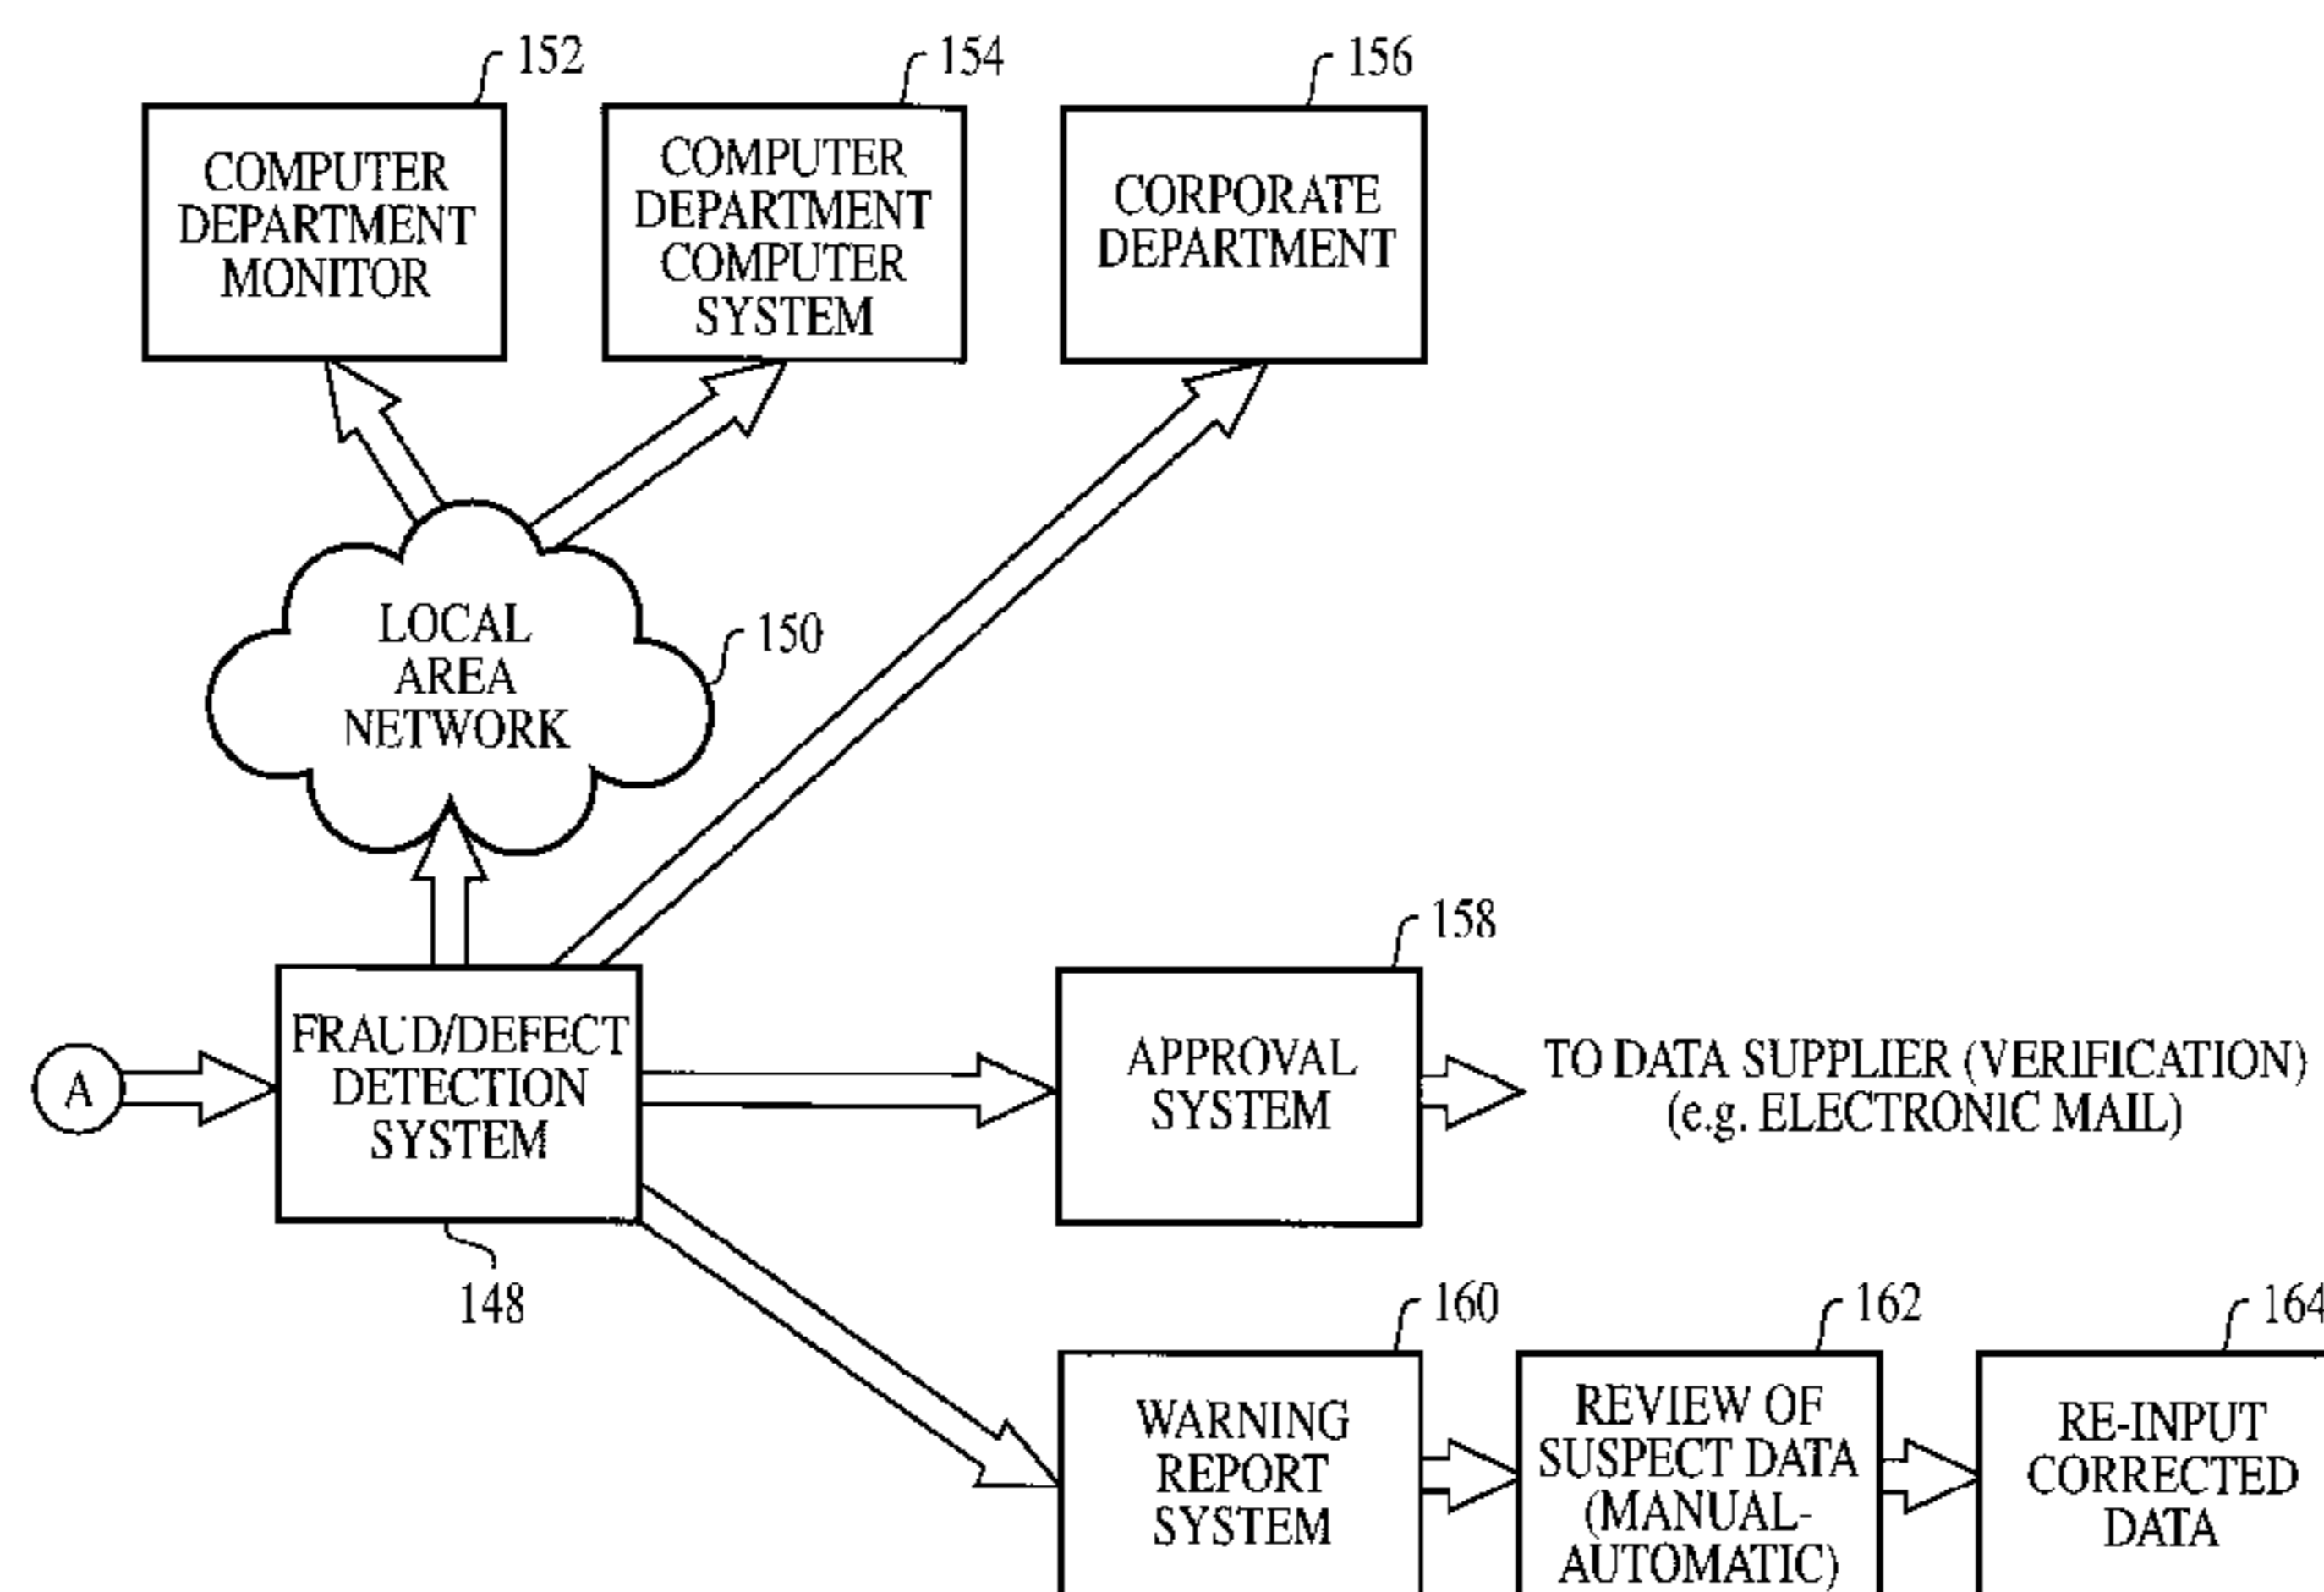 152
154
156
COMPUTER
DEPARTMENT
MONITOR
COMPUTER
DEPARTMENT
COMPUTER
SYSTEM
CORPORATE
DEPARTMENT
LOCAL
AREA
NETWORK
150
158
A
FRAUD/DEFECT
DETECTION
SYSTEM
APPROVAL
SYSTEM
TO DATA SUPPLIER (VERIFICATION)
(e.g. ELECTRONIC MAIL)
148
160
162
164
WARNING
REPORT
SYSTEM
REVIEW OF
SUSPECT DATA
(MANUAL-
AUTOMATIC)
RE-INPUT
CORRECTED
DATA